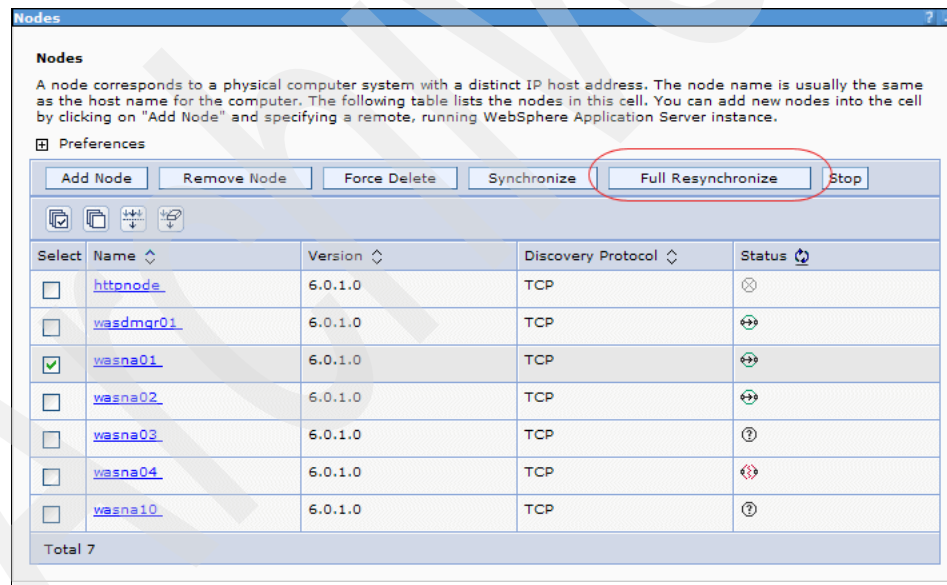 Nodes ?
Nodes
A node corresponds to a physical computer system with a distinct IP host address. The node name is usually the same
as the host name for the computer. The following table lists the nodes in this cell. You can add new nodes into the cell
by clicking on "Add Node" and specifying a remote, running WebSphere Application Server instance.
Preferences
Add Node Remove Node Force Delete Synchronize Full Resynchronize Stop
Select Name Version Discovery Protocol Status
httpnode 6.0.1.0 TCP
wasdmgr01 6.0.1.0 TCP
wasna01 6.0.1.0 TCP
wasna02 6.0.1.0 TCP
wasna03 6.0.1.0 TCP ?
wasna04 6.0.1.0 TCP
wasna10 6.0.1.0 TCP ?
Total 7